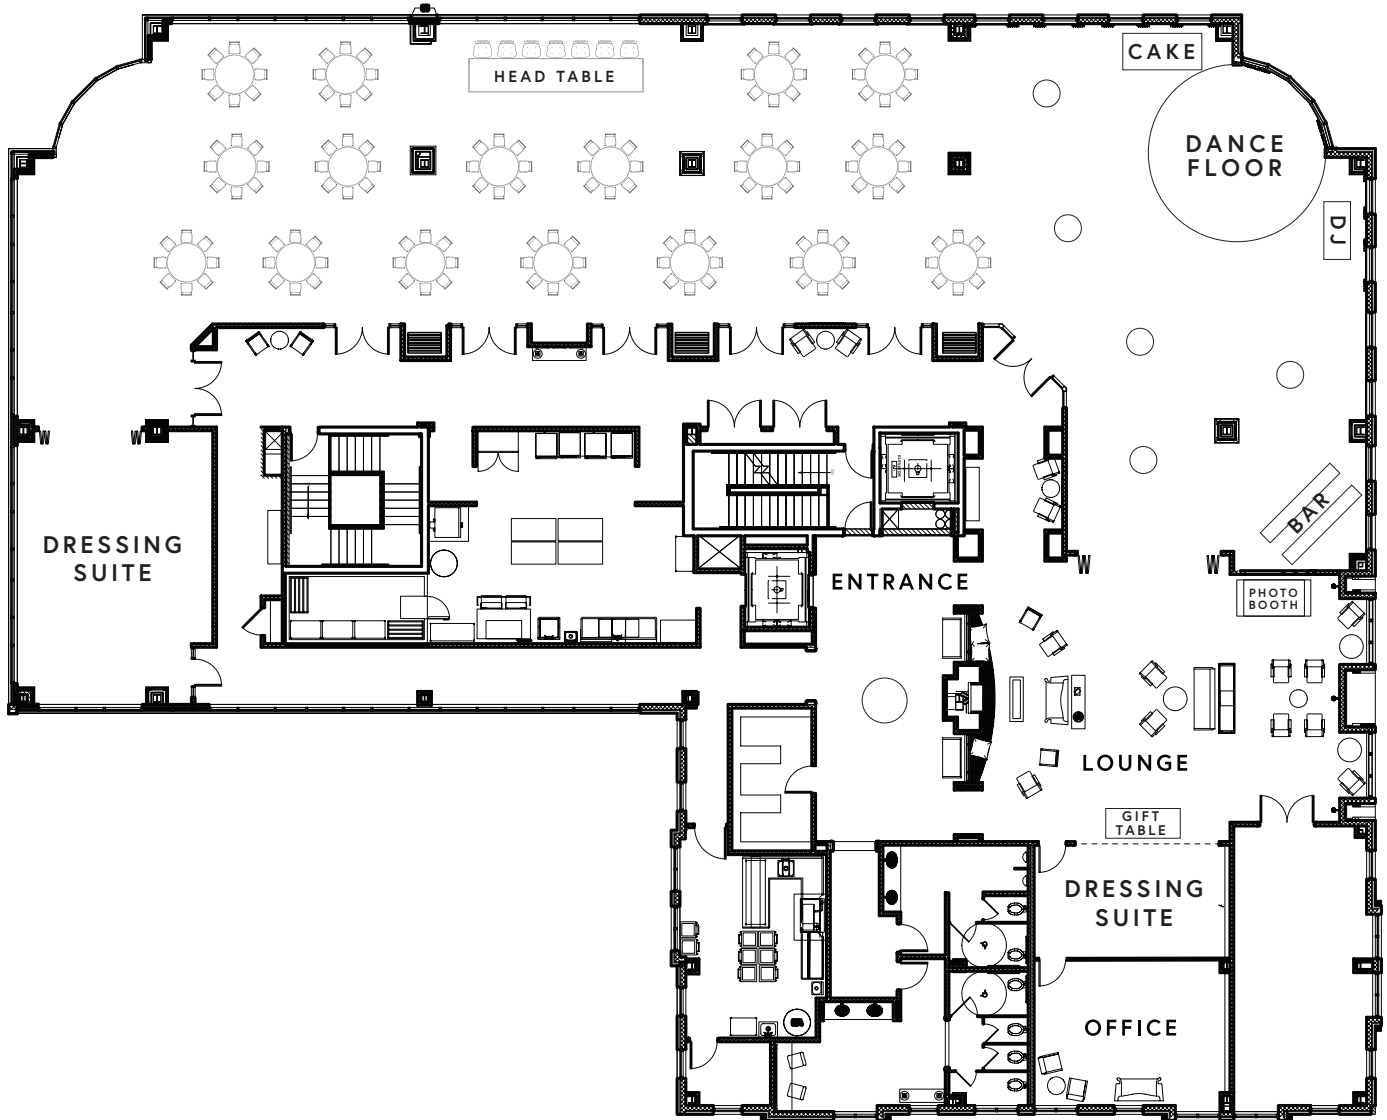 CAKE
HEAD TABLE
DANCE
FLOOR
DJ
BAR
DRESSING
SUITE
ENTRANCE
PHOTO
BOOTH
LOUNGE
GIFT
TABLE
DRESSING
SUITE
OFFICE